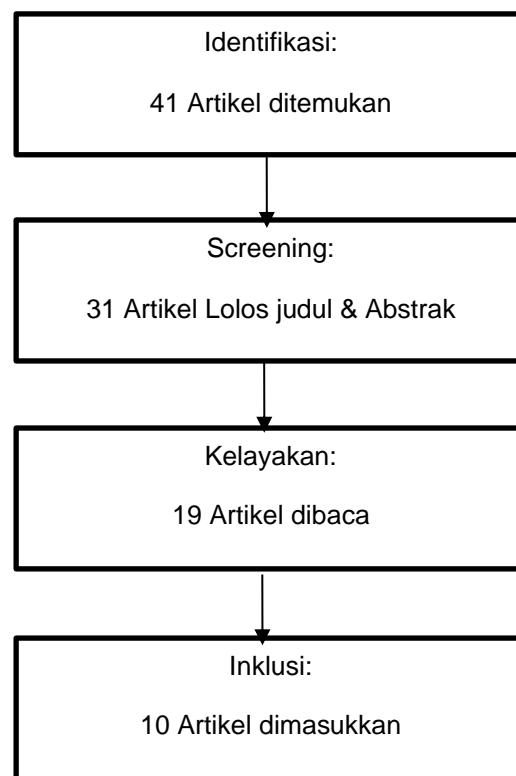 Identifikasi:
41 Artikel ditemukan
Screening:
31 Artikel Lolos judul & Abstrak
Kelayakan:
19 Artikel dibaca
Inklusi:
10 Artikel dimasukkan